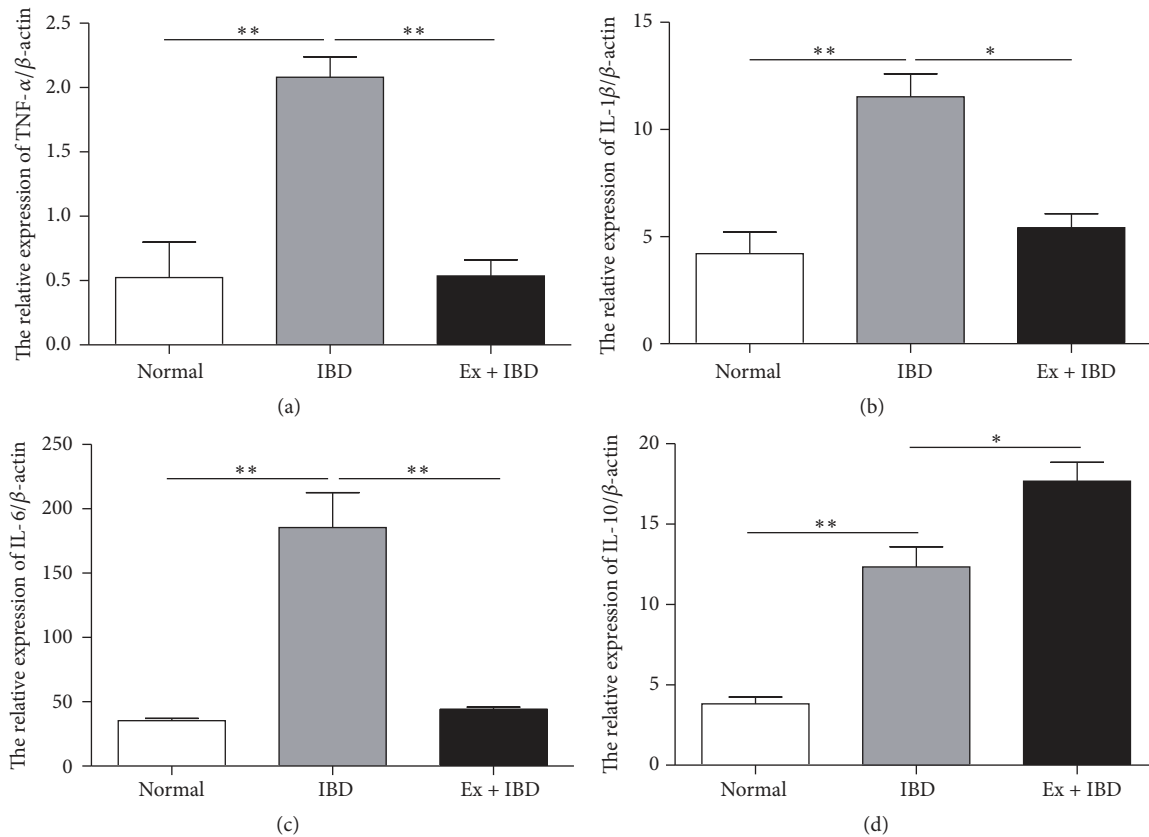 The relative expression of TNF-α/β-actin
2.5
2.0
1.5
1.0
0.5
0.0
**
**
Normal
IBD
Ex + IBD
(a)
The relative expression of IL-1β/β-actin
15
10
5
0
**
*
Normal
IBD
Ex + IBD
(b)
The relative expression of IL-6/β-actin
250
200
150
100
50
0
**
**
Normal
IBD
Ex + IBD
(c)
The relative expression of IL-10/β-actin
20
15
10
5
0
**
*
Normal
IBD
Ex + IBD
(d)